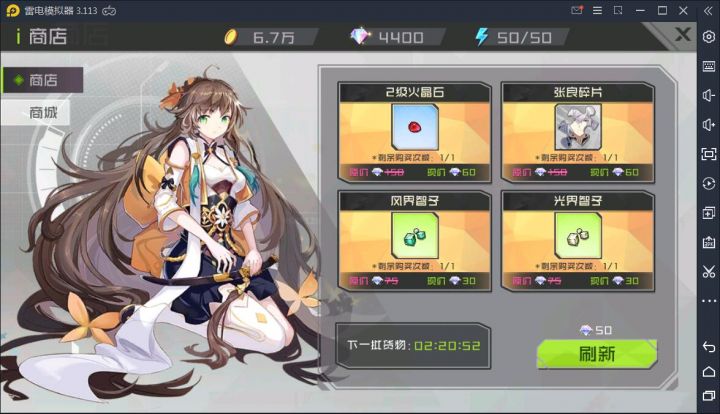 雷电模拟器 3.113
i 商店
6.7万
4400
50/50
商店
商城
2级火晶石
*剩余购买次数：1/1
原价 150 现价 60
张良碎片
*剩余购买次数：1/1
原价 150 现价 60
风界智子
*剩余购买次数：1/1
原价 75 现价 30
光界智子
*剩余购买次数：1/1
原价 75 现价 30
下一批货物：02:20:52
50
刷新